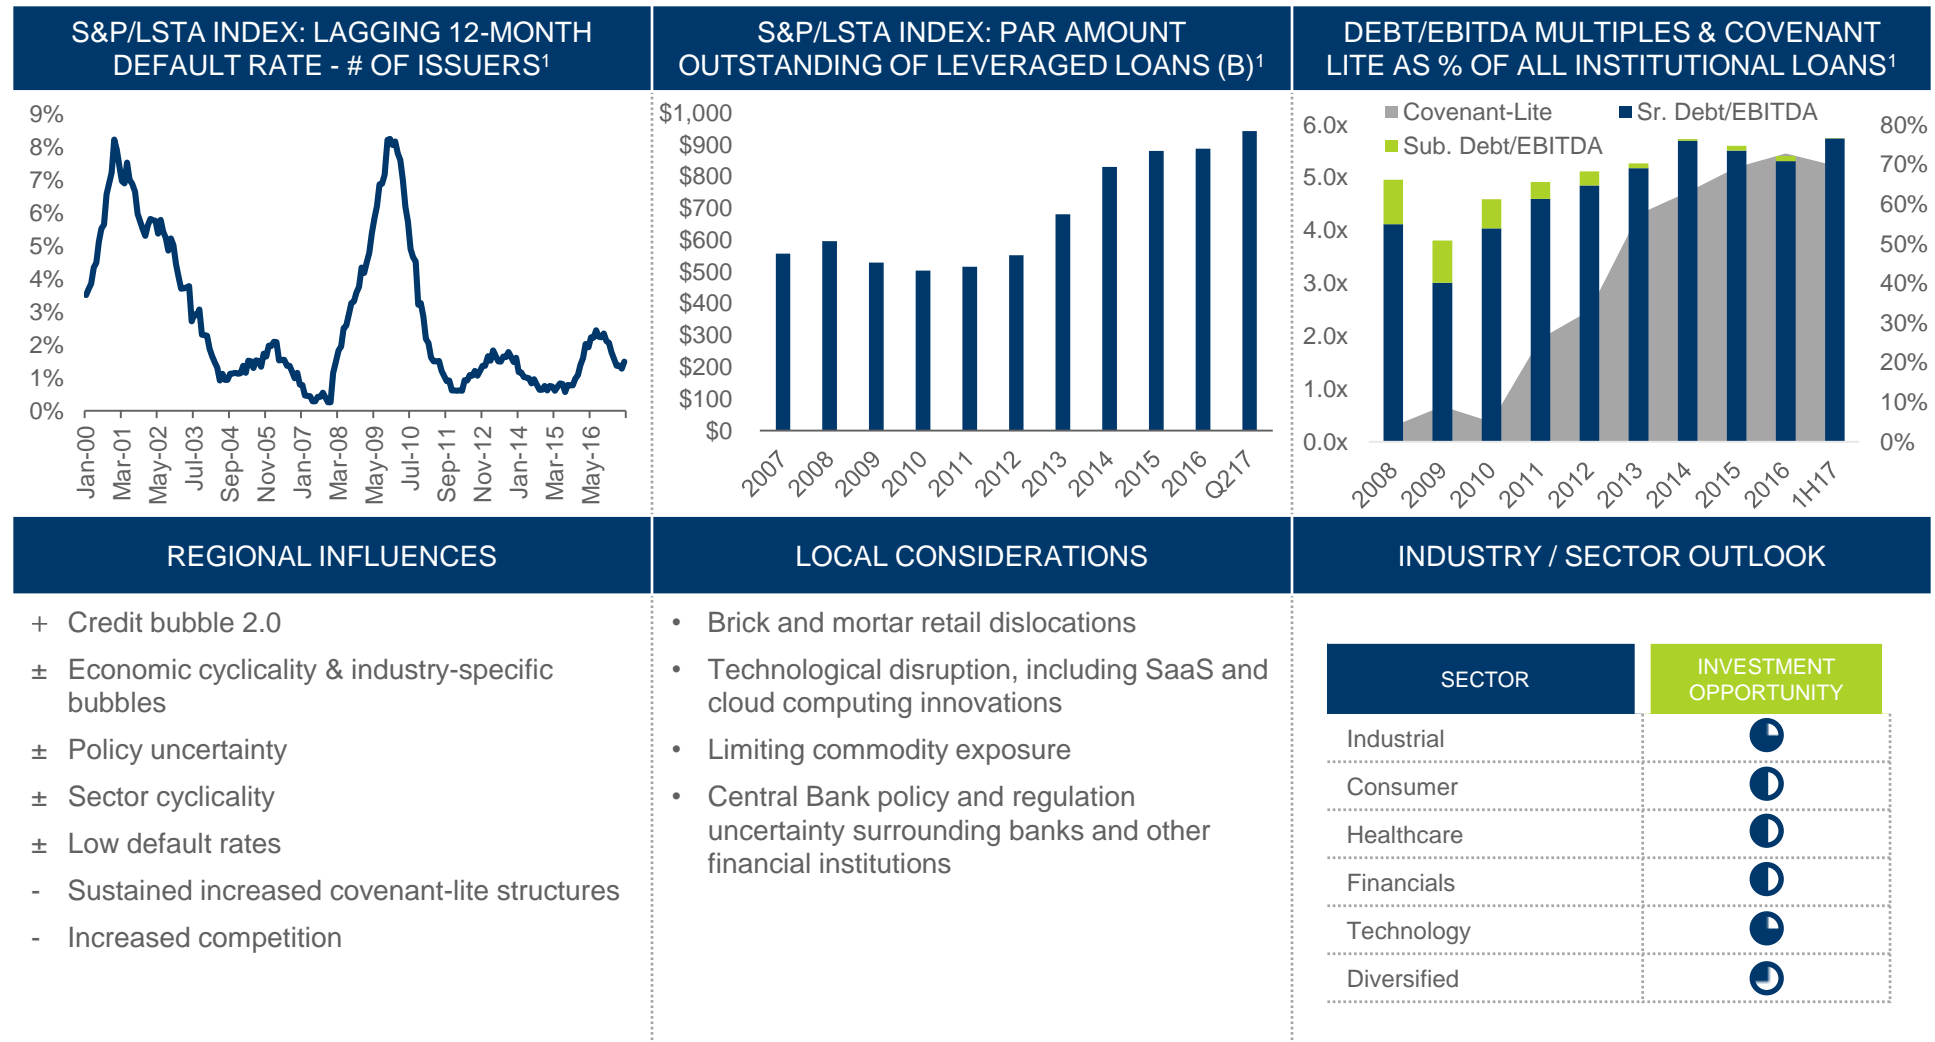 S&P/LSTA INDEX: LAGGING 12-MONTH
DEFAULT RATE - # OF ISSUERS¹
9%
8%
7%
6%
5%
4%
3%
2%
1%
0%
Jan-00
Mar-01
May-02
Jul-03
Sep-04
Nov-05
Jan-07
Mar-08
May-09
Jul-10
Sep-11
Nov-12
Jan-14
Mar-15
May-16
S&P/LSTA INDEX: PAR AMOUNT
OUTSTANDING OF LEVERAGED LOANS (B)¹
$1,000
$900
$800
$700
$600
$500
$400
$300
$200
$100
$0
2007
2008
2009
2010
2011
2012
2013
2014
2015
2016
Q217
DEBT/EBITDA MULTIPLES & COVENANT
LITE AS % OF ALL INSTITUTIONAL LOANS¹
Covenant-Lite
Sr. Debt/EBITDA
Sub. Debt/EBITDA
6.0x
5.0x
4.0x
3.0x
2.0x
1.0x
0.0x
80%
70%
60%
50%
40%
30%
20%
10%
0%
2008
2009
2010
2011
2012
2013
2014
2015
2016
1H17
REGIONAL INFLUENCES
+ Credit bubble 2.0
± Economic cyclicality & industry-specific
bubbles
± Policy uncertainty
± Sector cyclicality
± Low default rates
- Sustained increased covenant-lite structures
- Increased competition
LOCAL CONSIDERATIONS
• Brick and mortar retail dislocations
• Technological disruption, including SaaS and
cloud computing innovations
• Limiting commodity exposure
• Central Bank policy and regulation
uncertainty surrounding banks and other
financial institutions
INDUSTRY / SECTOR OUTLOOK
SECTOR
INVESTMENT
OPPORTUNITY
Industrial
Consumer
Healthcare
Financials
Technology
Diversified